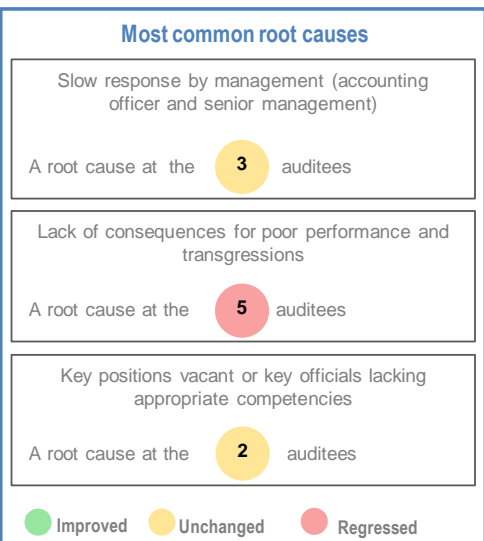 Most common root causes
Slow response by management (accounting
officer and senior management)
A root cause at the 3 auditees
Lack of consequences for poor performance and
transgressions
A root cause at the 5 auditees
Key positions vacant or key officials lacking
appropriate competencies
A root cause at the 2 auditees
Improved Unchanged Regressed